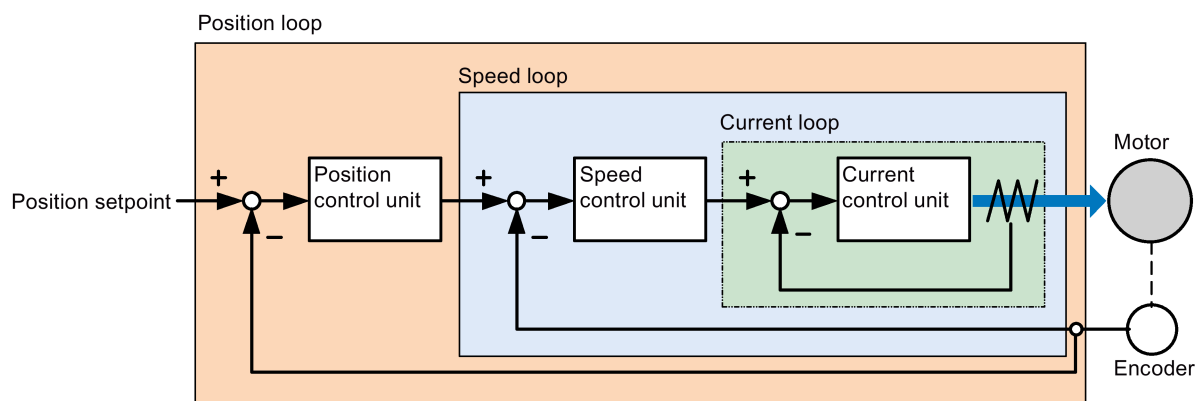 Position loop
Speed loop
Current loop
Motor
Position setpoint
+
−
Position
control unit
+
−
Speed
control unit
+
−
Current
control unit
Encoder